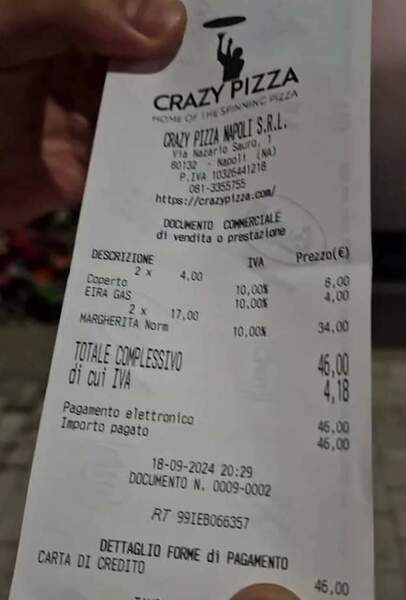 CRAZY PIZZA
HOME OF THE SPINNING PIZZA
CRAZY PIZZA NAPOLI S.R.L.
Via Nazario Sauro, 1
80132 - Napoli (NA)
P.IVA 10326441218
081-3355755
https://crazypizza.com/
DOCUMENTO COMMERCIALE
di vendita o prestazione
DESCRIZIONE IVA Prezzo(€)
2 x 4,00
Coperto 10,00% 8,00
EIRA GAS 10,00% 4,00
2 x 17,00
MARGHERITA Norm 10,00% 34,00
TOTALE COMPLESSIVO 46,00
di cui IVA 4,18
Pagamento elettronico 46,00
Importo pagato 46,00
18-09-2024 20:29
DOCUMENTO N. 0009-0002
RT 99IEB066357
DETTAGLIO FORME di PAGAMENTO
CARTA DI CREDITO 46,00